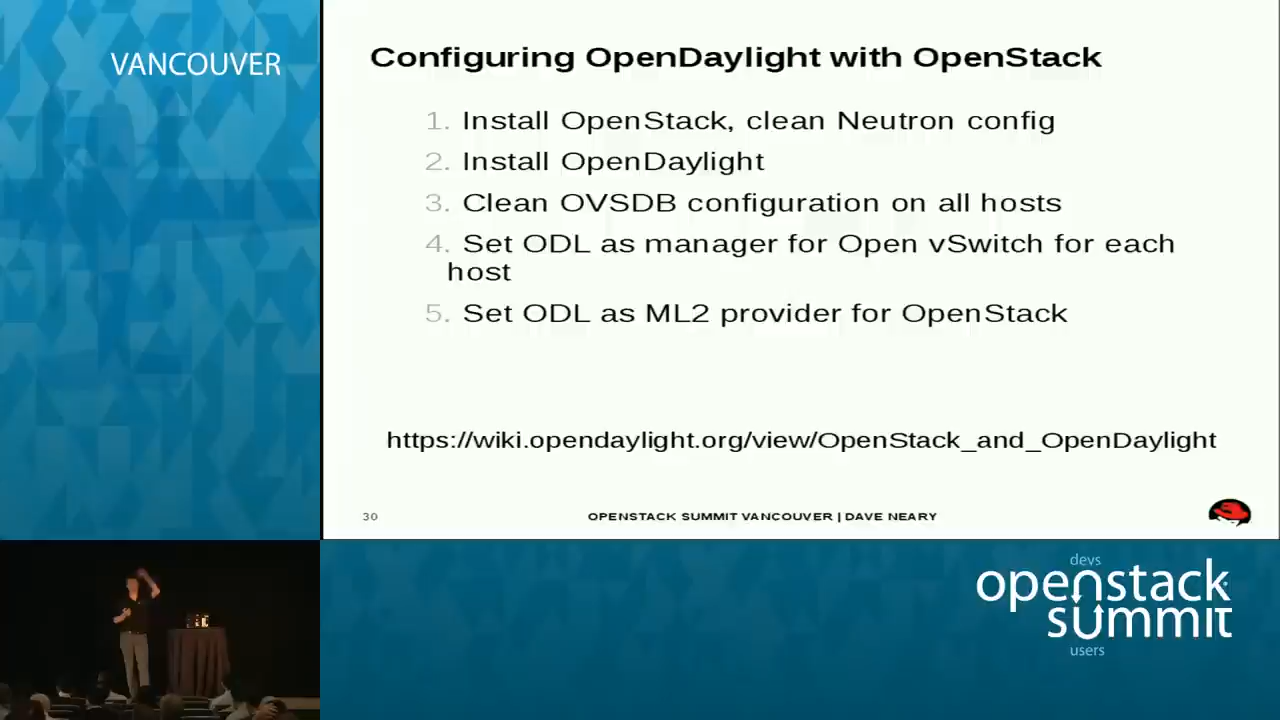 VANCOUVER
Configuring OpenDaylight with OpenStack
1. Install OpenStack, clean Neutron config
2. Install OpenDaylight
3. Clean OVSDB configuration on all hosts
4. Set ODL as manager for Open vSwitch for each
host
5. Set ODL as ML2 provider for OpenStack
https://wiki.opendaylight.org/view/OpenStack_and_OpenDaylight
30
OPENSTACK SUMMIT VANCOUVER | DAVE NEARY
devs
openstack
summit
users